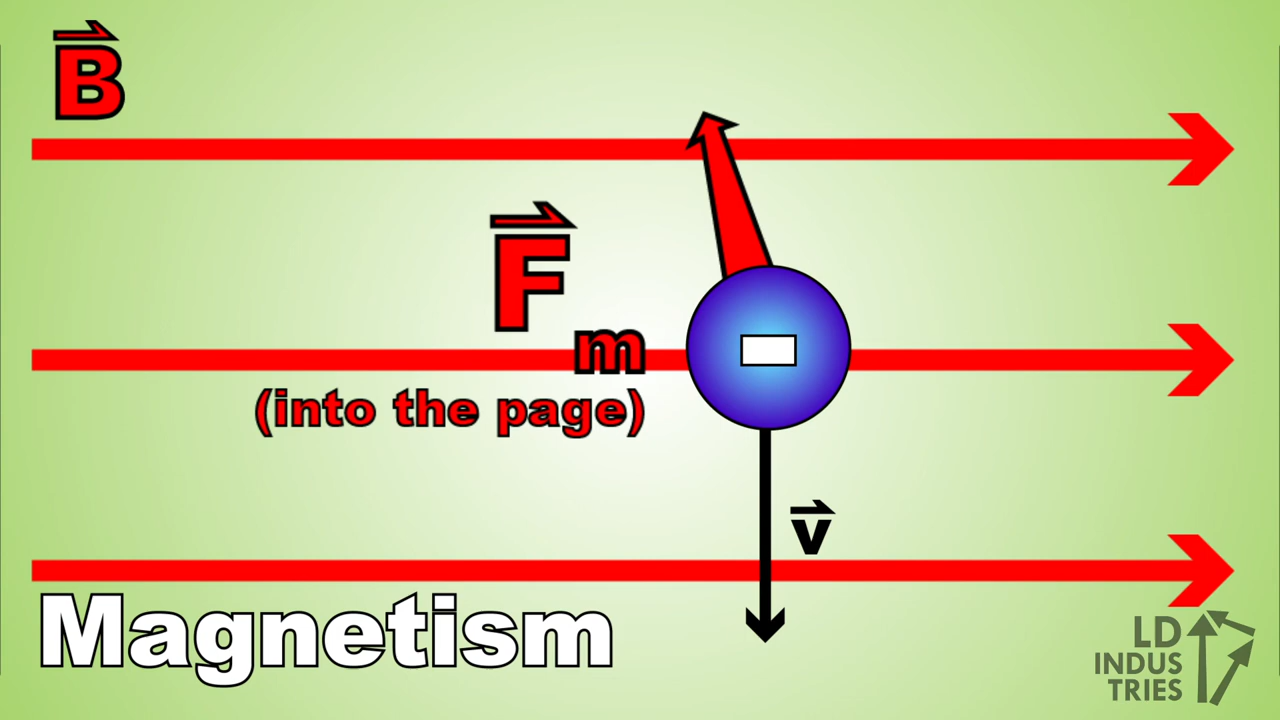 B
F
m
(into the page)
v
Magnetism
LD
INDUS
TRIES